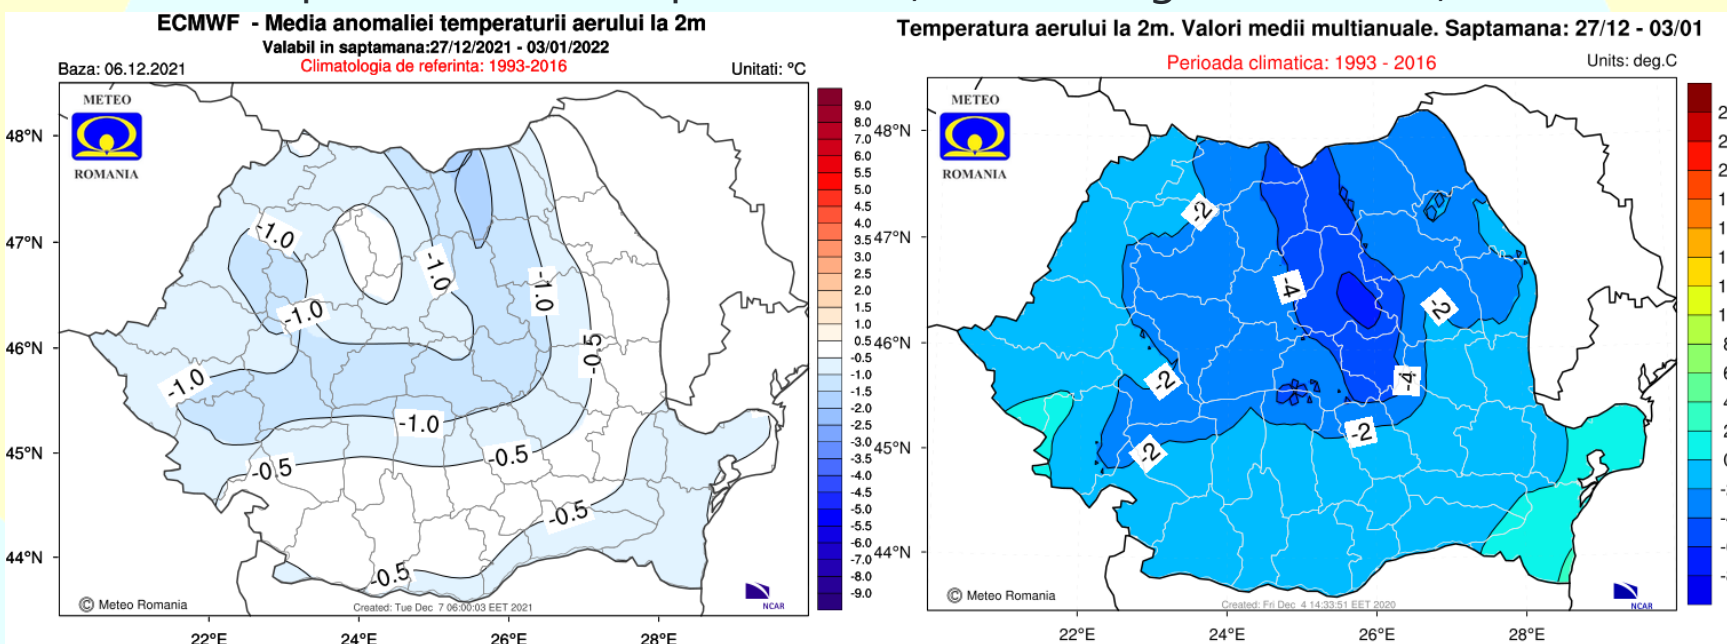 ECMWF - Media anomaliei temperaturii aerului la 2m
Valabil in saptamana:27/12/2021 - 03/01/2022
Baza: 06.12.2021
Climatologia de referinta: 1993-2016
Unitati: °C
METEO
ROMANIA
48°N
47°N
46°N
45°N
44°N
-1.0
-1.0
-1.0
-1.0
-1.0
-1.0
-0.5
-0.5
-0.5
-0.5
-0.5
© Meteo Romania
Created: Tue Dec 7 06:00:03 EET 2021
NCAR
22°E
24°E
26°E
28°E
9.0
8.0
7.0
6.0
5.5
5.0
4.5
4.0
3.5
3.0
2.5
2.0
1.5
1.0
0.5
-0.5
-1.0
-1.5
-2.0
-2.5
-3.0
-3.5
-4.0
-4.5
-5.0
-5.5
-6.0
-7.0
-8.0
-9.0
Temperatura aerului la 2m. Valori medii multianuale. Saptamana: 27/12 - 03/01
Perioada climatica: 1993 - 2016
Units: deg.C
METEO
ROMANIA
48°N
47°N
46°N
45°N
44°N
-2
-4
-2
-2
-4
-2
-2
© Meteo Romania
Created: Fri Dec 4 14:33:51 EET 2020
NCAR
22°E
24°E
26°E
28°E